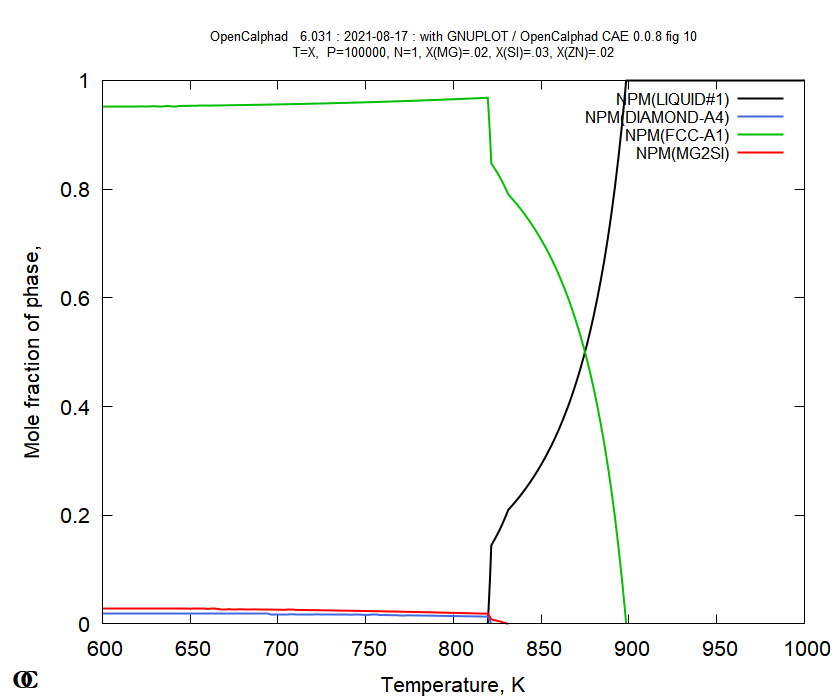 OpenCalphad   6.031 : 2021-08-17 : with GNUPLOT / OpenCalphad CAE 0.0.8 fig 10
T=X,  P=100000, N=1, X(MG)=.02, X(SI)=.03, X(ZN)=.02
NPM(LIQUID#1)
NPM(DIAMOND-A4)
NPM(FCC-A1)
NPM(MG2SI)
Mole fraction of phase,
1
0.8
0.6
0.4
0.2
0
600 650 700 750 800 850 900 950 1000
Temperature, K
OC